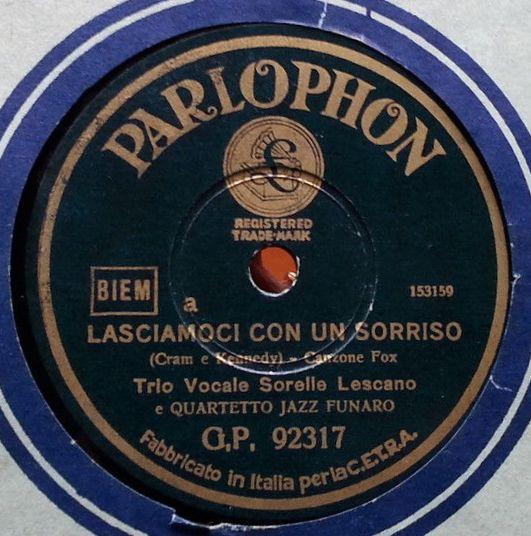 PARLOPHON
£
REGISTERED
TRADE-MARK
BIEM
a
153159
LASCIAMOCI CON UN SORRISO
(Cram e Kennedy) - Canzone Fox
Trio Vocale Sorelle Lescano
e QUARTETTO JAZZ FUNARO
G.P. 92317
Fabbricato in Italia per la C.E.T.R.A.